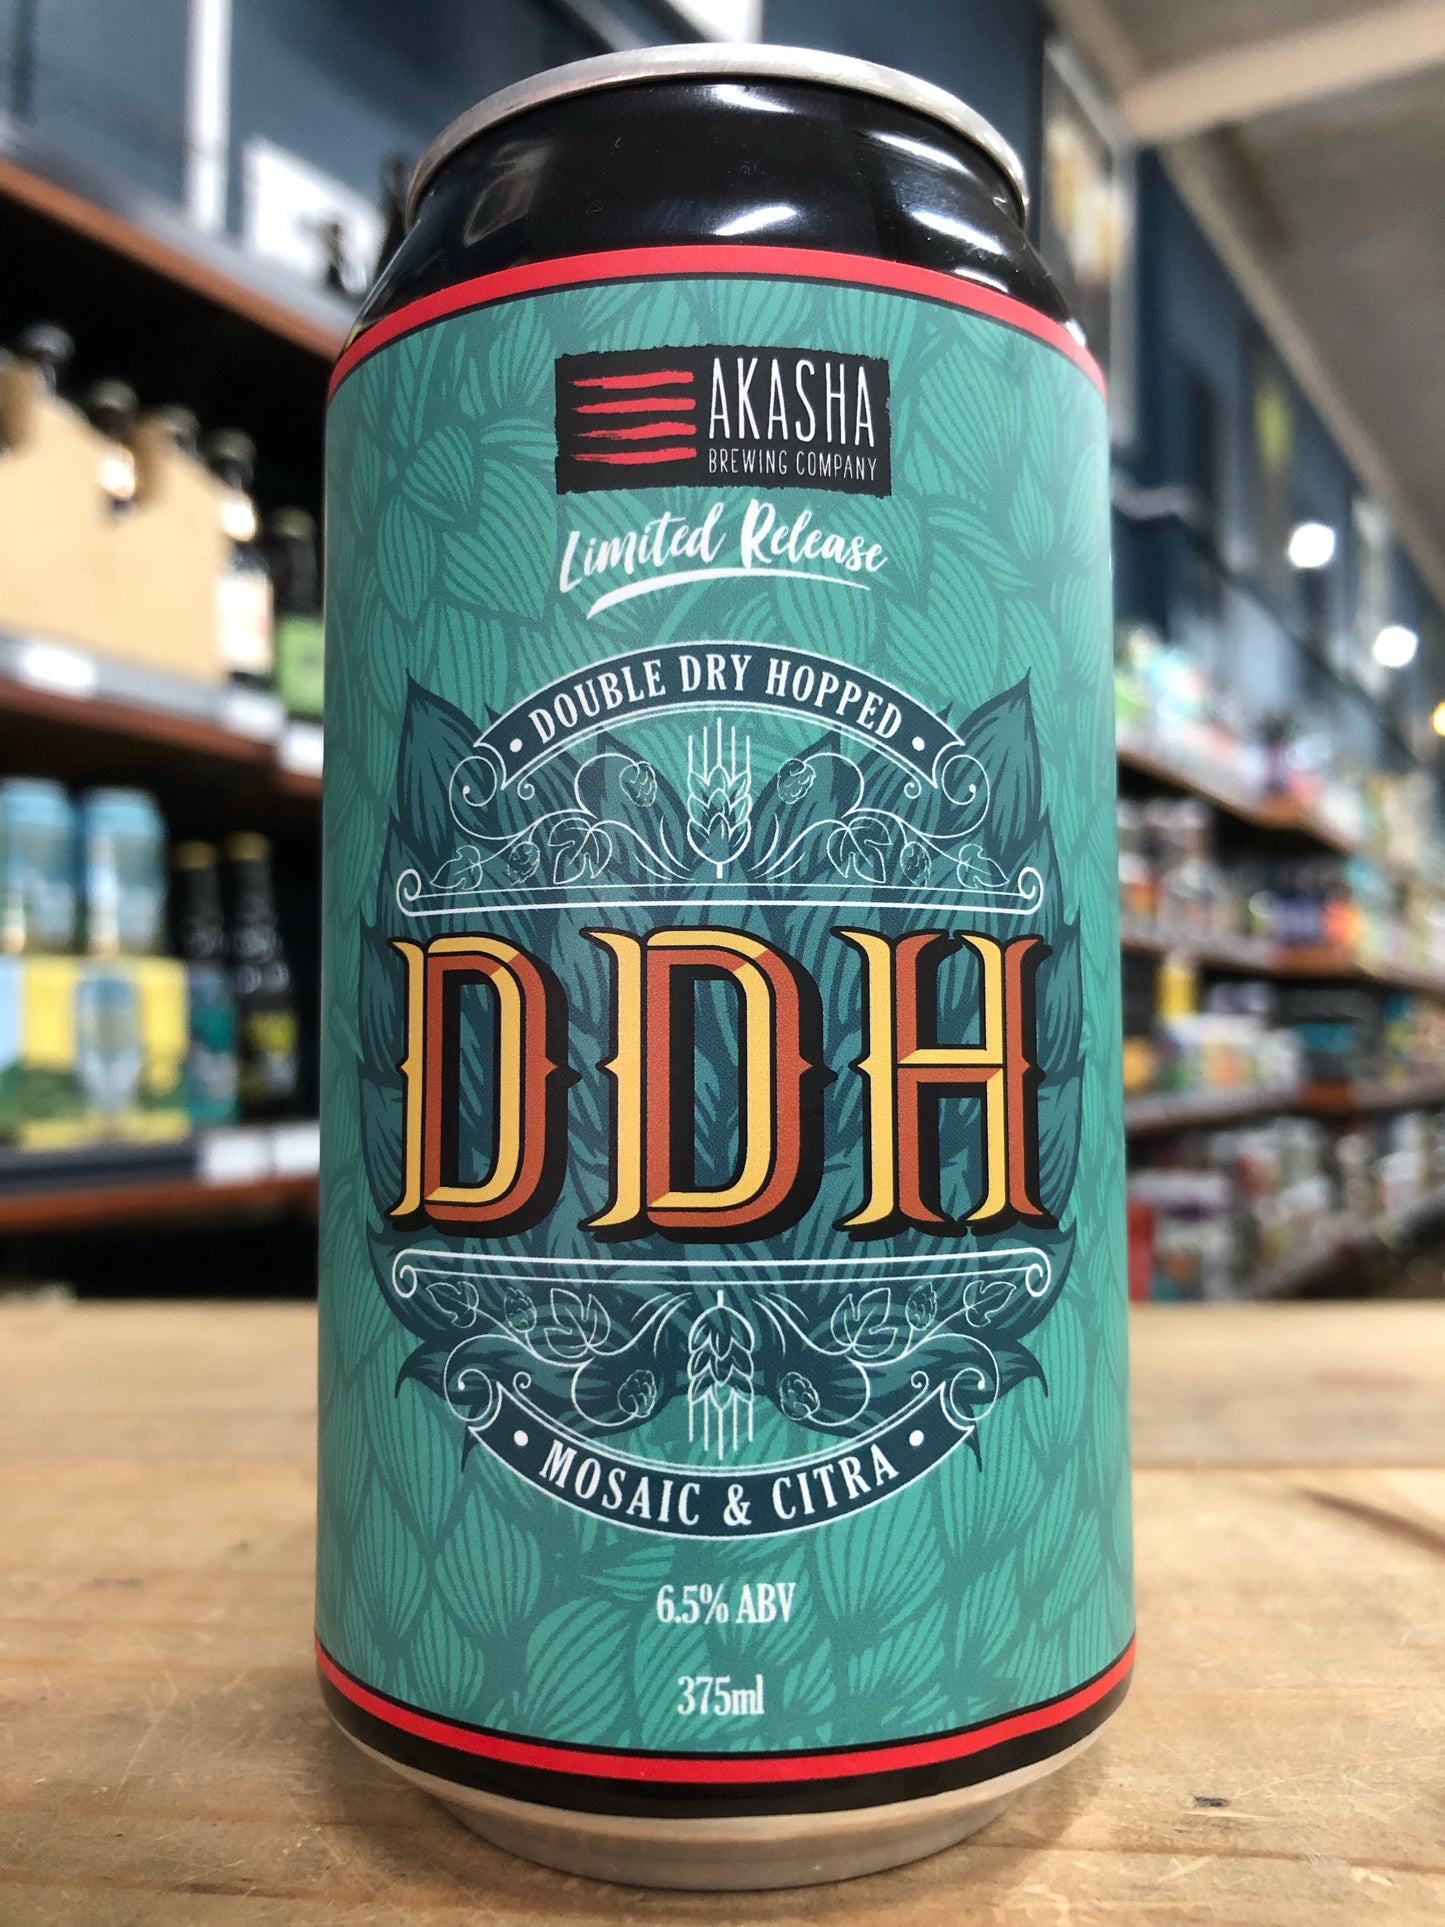 AKASHA
BREWING COMPANY
Limited Release
• DOUBLE DRY HOPPED •
DDH
• MOSAIC & CITRA •
6.5% ABV
375ml